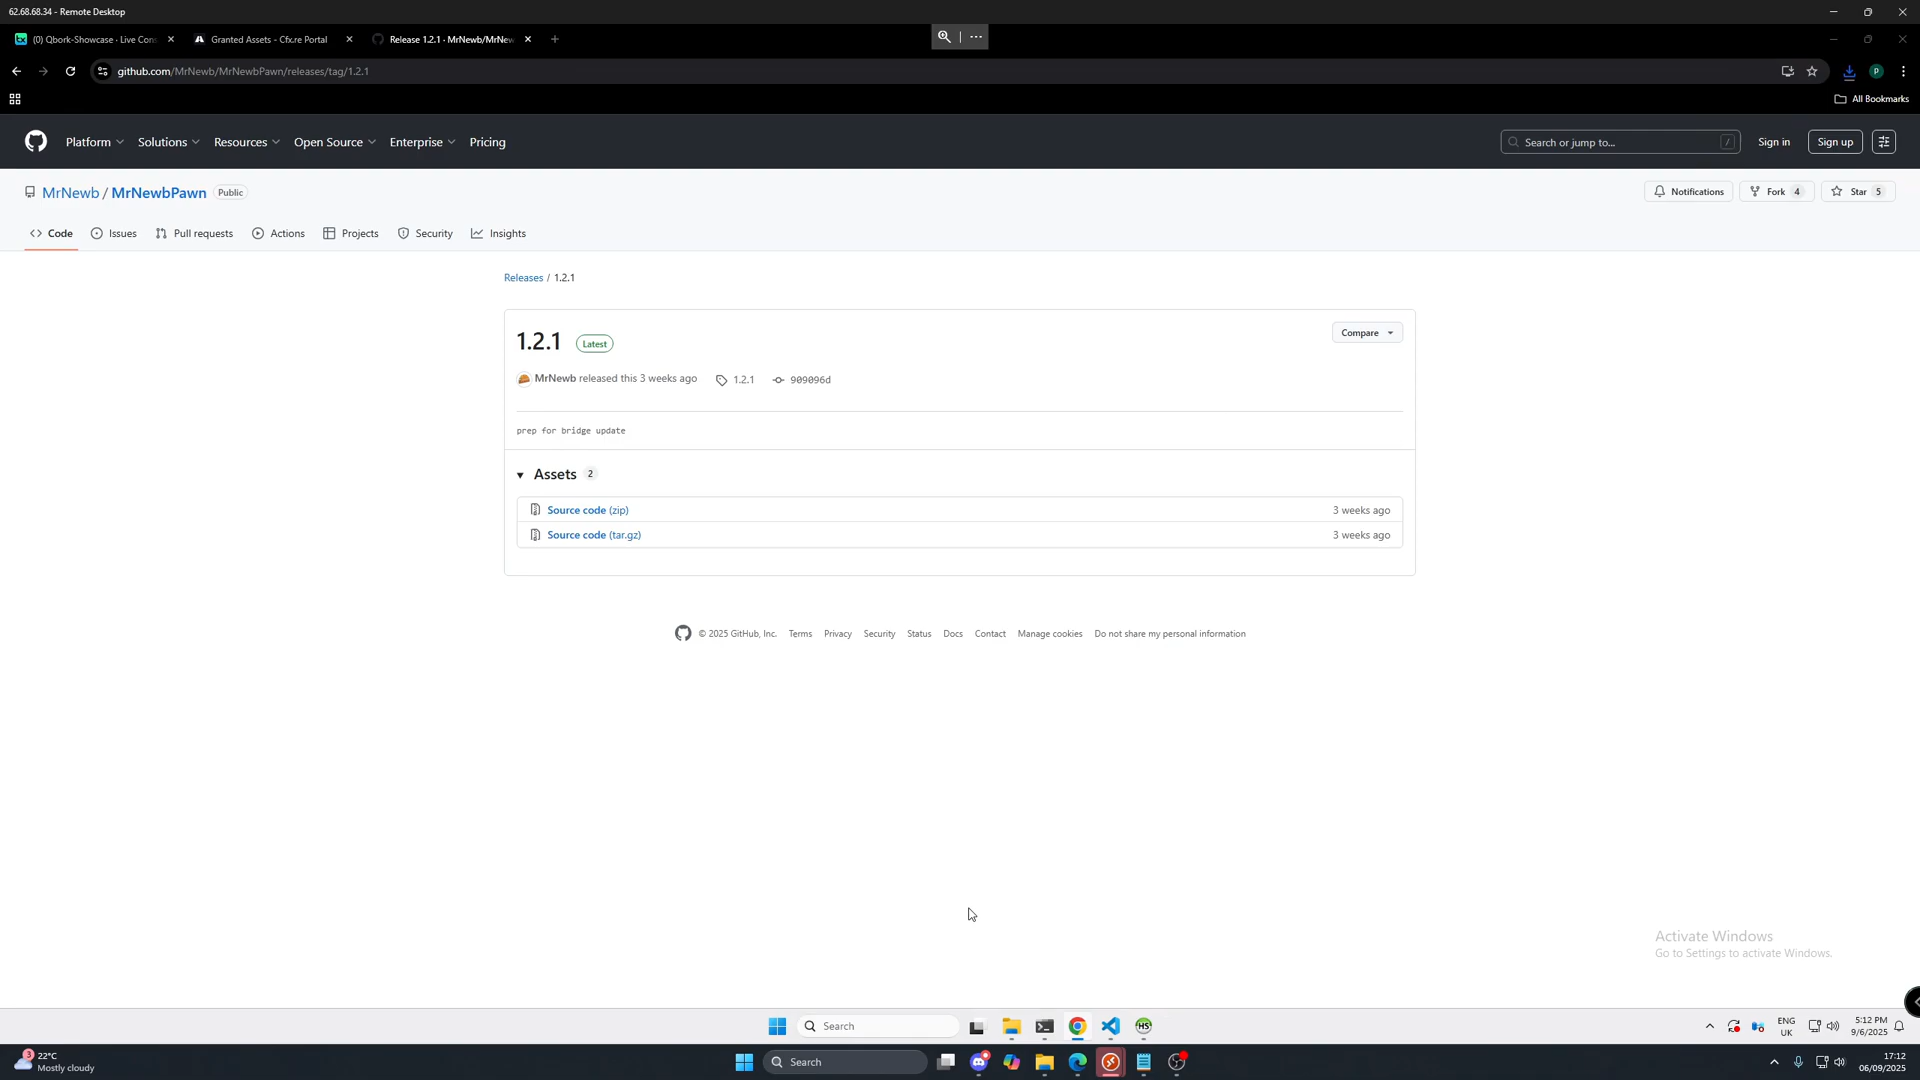 62.68.68.34 - Remote Desktop
(0) Qbork-Showcase · Live Con
Granted Assets - Cfx.re Portal
Release 1.2.1 · MrNewb/MrNew
github.com/MrNewb/MrNewbPawn/releases/tag/1.2.1
P
All Bookmarks
Platform
Solutions
Resources
Open Source
Enterprise
Pricing
Search or jump to...
/
Sign in
Sign up
MrNewb / MrNewbPawn
Public
Notifications
Fork 4
Star 5
Code
Issues
Pull requests
Actions
Projects
Security
Insights
Releases / 1.2.1
1.2.1
Latest
Compare
MrNewb released this 3 weeks ago
1.2.1
909096d
prep for bridge update
Assets 2
Source code (zip)
3 weeks ago
Source code (tar.gz)
3 weeks ago
© 2025 GitHub, Inc.
Terms
Privacy
Security
Status
Docs
Contact
Manage cookies
Do not share my personal information
Activate Windows
Go to Settings to activate Windows.
Search
HS
ENG
UK
5:12 PM
9/6/2025
3
22°C
Mostly cloudy
Search
17:12
06/09/2025